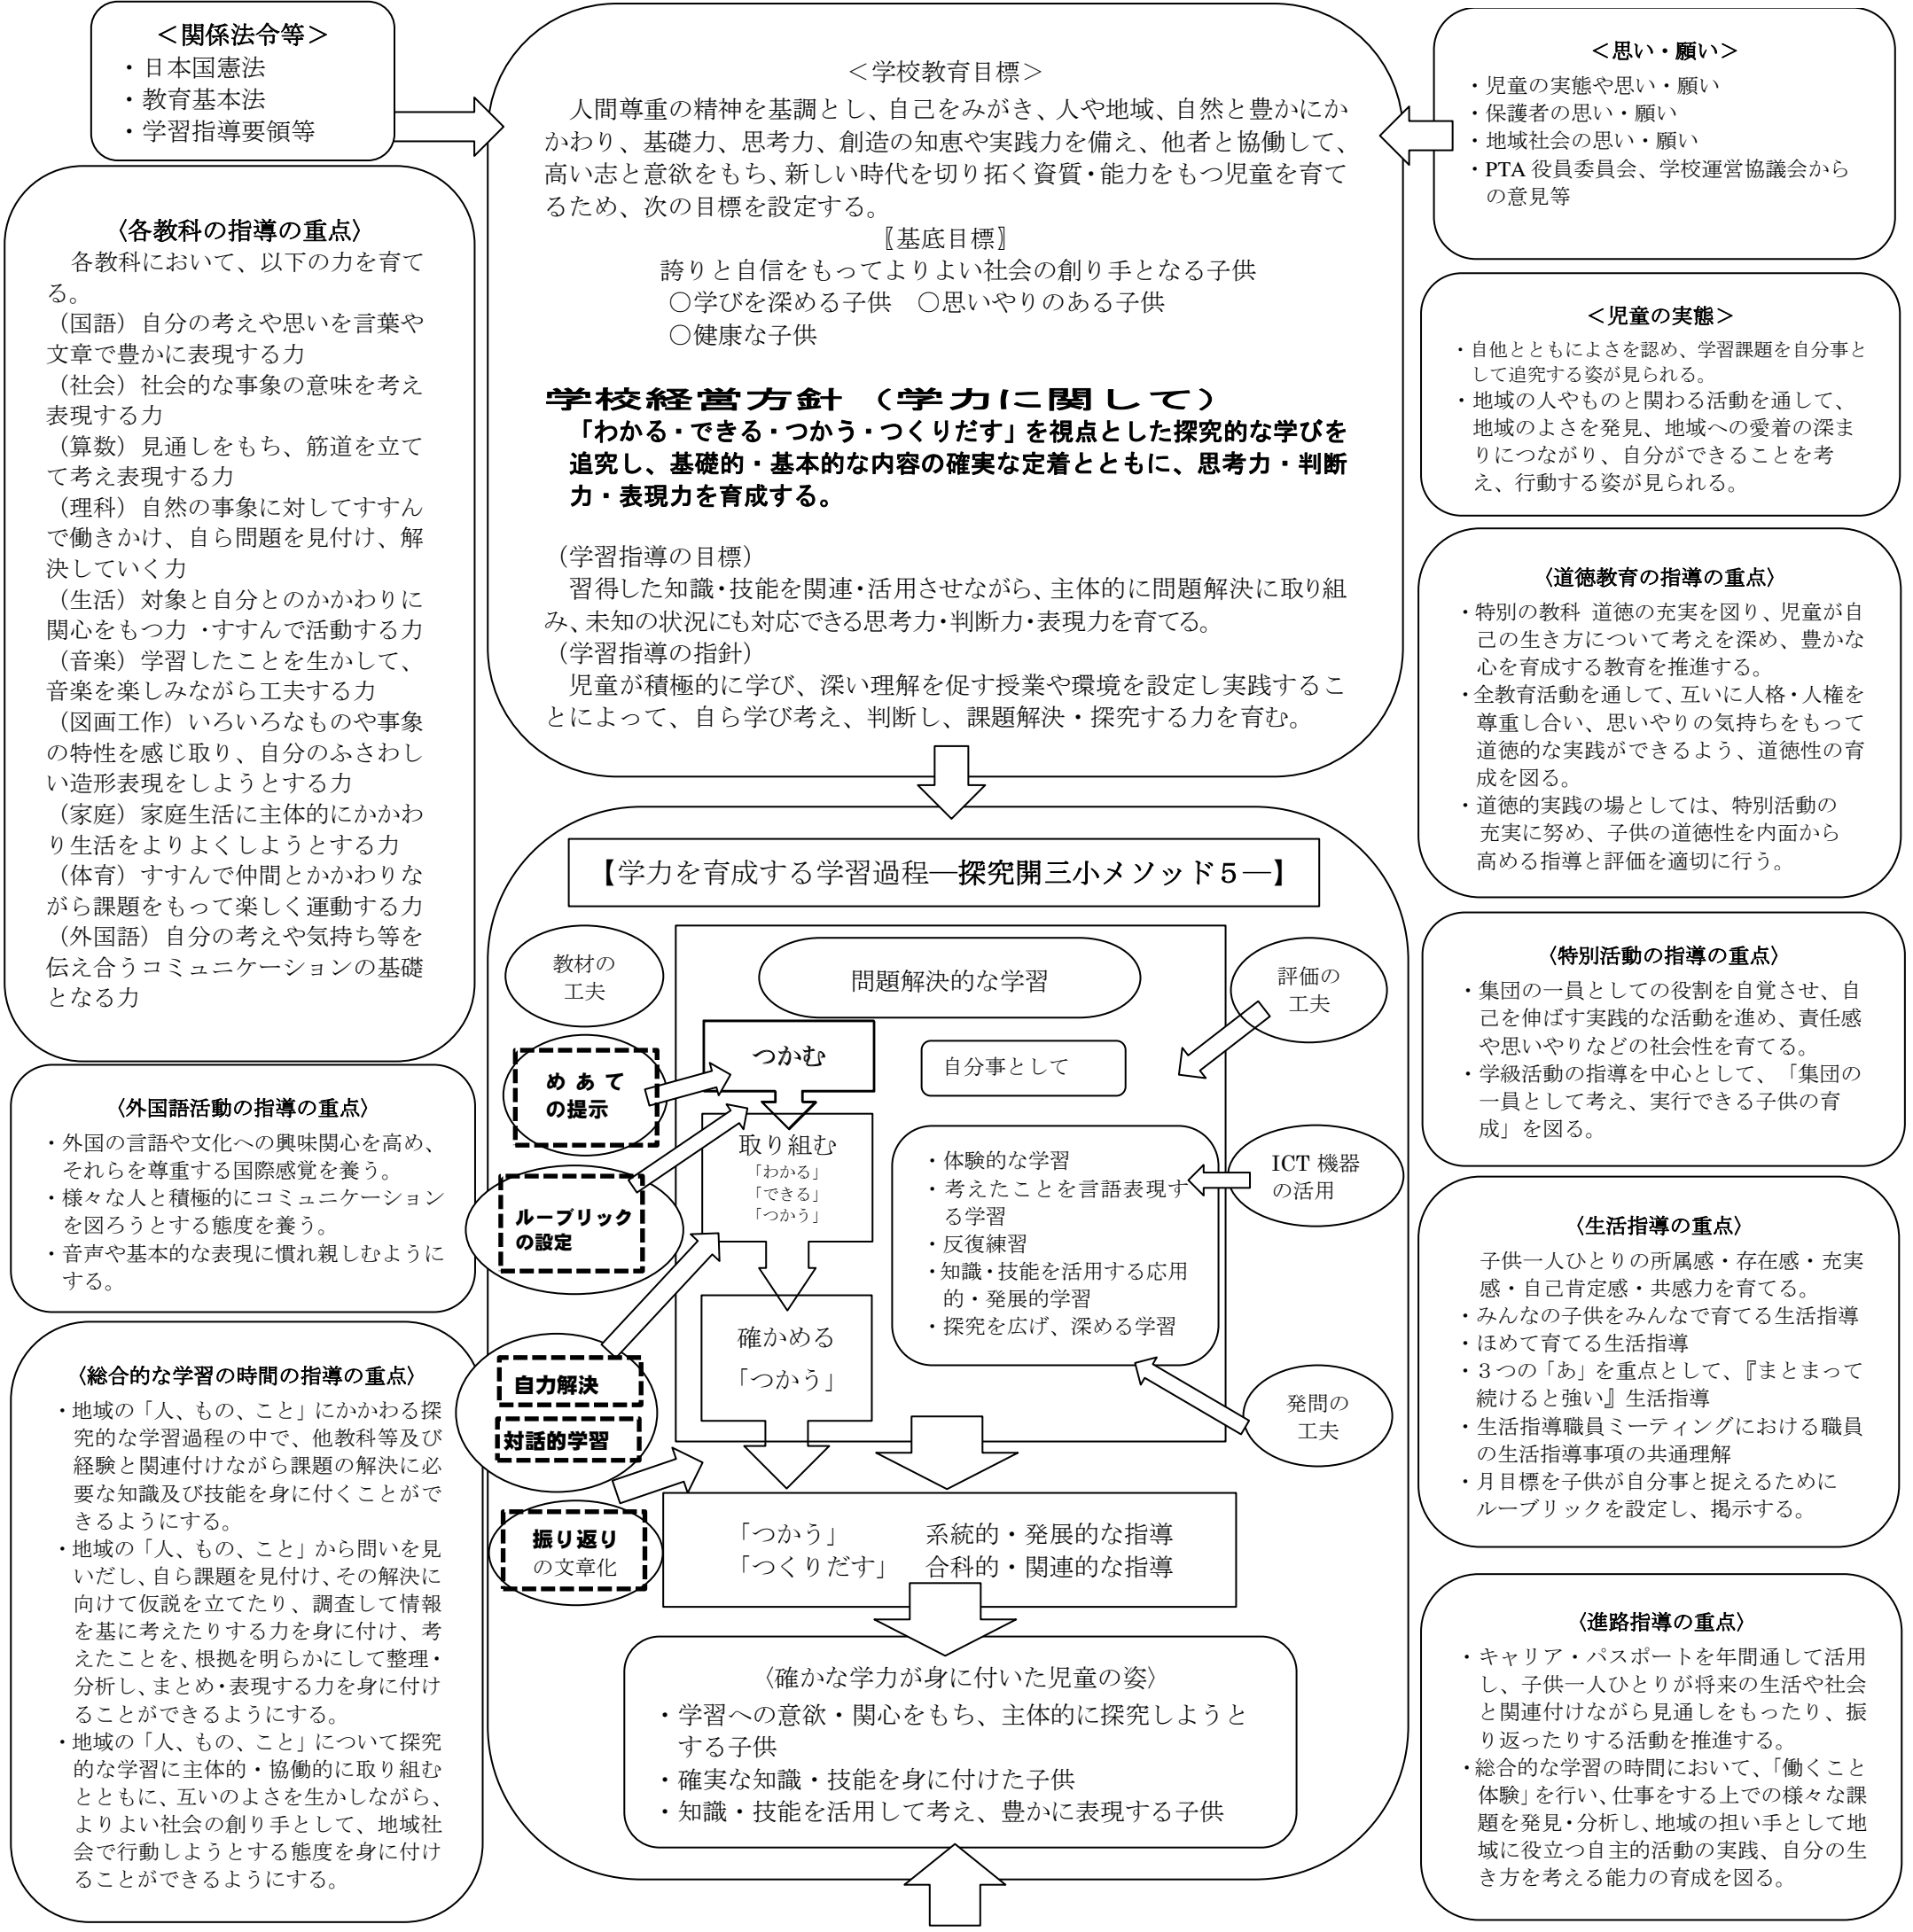 ＜関係法令等＞
・日本国憲法
・教育基本法
・学習指導要領等
〈各教科の指導の重点〉
各教科において、以下の力を育て
る。
（国語）自分の考えや思いを言葉や
文章で豊かに表現する力
（社会）社会的な事象の意味を考え
表現する力
（算数）見通しをもち、筋道を立て
て考え表現する力
（理科）自然の事象に対してすすん
で働きかけ、自ら問題を見付け、解
決していく力
（生活）対象と自分とのかかわりに
関心をもつ力 ・すすんで活動する力
（音楽）学習したことを生かして、
音楽を楽しみながら工夫する力
（図画工作）いろいろなものや事象
の特性を感じ取り、自分のふさわし
い造形表現をしようとする力
（家庭）家庭生活に主体的にかかわ
り生活をよりよくしようとする力
（体育）すすんで仲間とかかわりな
がら課題をもって楽しく運動する力
（外国語）自分の考えや気持ち等を
伝え合うコミュニケーションの基礎
となる力
〈外国語活動の指導の重点〉
・外国の言語や文化への興味関心を高め、
それらを尊重する国際感覚を養う。
・様々な人と積極的にコミュニケーション
を図ろうとする態度を養う。
・音声や基本的な表現に慣れ親しむように
する。
〈総合的な学習の時間の指導の重点〉
・地域の「人、もの、こと」にかかわる探
究的な学習過程の中で、他教科等及び
経験と関連付けながら課題の解決に必
要な知識及び技能を身に付くことがで
きるようにする。
・地域の「人、もの、こと」から問いを見
いだし、自ら課題を見付け、その解決に
向けて仮説を立てたり、調査して情報
を基に考えたりする力を身に付け、考
えたことを、根拠を明らかにして整理・
分析し、まとめ・表現する力を身に付け
ることができるようにする。
・地域の「人、もの、こと」について探究
的な学習に主体的・協働的に取り組む
とともに、互いのよさを生かしながら、
よりよい社会の創り手として、地域社
会で行動しようとする態度を身に付け
ることができるようにする。
＜学校教育目標＞
人間尊重の精神を基調とし、自己をみがき、人や地域、自然と豊かにか
かわり、基礎力、思考力、創造の知恵や実践力を備え、他者と協働して、
高い志と意欲をもち、新しい時代を切り拓く資質・能力をもつ児童を育て
るため、次の目標を設定する。
〖基底目標〗
誇りと自信をもってよりよい社会の創り手となる子供
○学びを深める子供　○思いやりのある子供
○健康な子供
学校経営方針（学力に関して）
「わかる・できる・つかう・つくりだす」を視点とした探究的な学びを
追究し、基礎的・基本的な内容の確実な定着とともに、思考力・判断
力・表現力を育成する。
（学習指導の目標）
習得した知識・技能を関連・活用させながら、主体的に問題解決に取り組
み、未知の状況にも対応できる思考力・判断力・表現力を育てる。
（学習指導の指針）
児童が積極的に学び、深い理解を促す授業や環境を設定し実践するこ
とによって、自ら学び考え、判断し、課題解決・探究する力を育む。
【学力を育成する学習過程―探究開三小メソッド５―】
教材の
工夫
問題解決的な学習
評価の
工夫
つかむ
自分事として
めあて
の提示
取り組む
「わかる」
「できる」
「つかう」
ルーブリック
の設定
・体験的な学習
・考えたことを言語表現す
る学習
・反復練習
・知識・技能を活用する応用
的・発展的学習
・探究を広げ、深める学習
ICT 機器
の活用
確かめる
「つかう」
自力解決
対話的学習
発問の
工夫
振り返り
の文章化
「つかう」　系統的・発展的な指導
「つくりだす」　合科的・関連的な指導
〈確かな学力が身に付いた児童の姿〉
・学習への意欲・関心をもち、主体的に探究しようと
する子供
・確実な知識・技能を身に付けた子供
・知識・技能を活用して考え、豊かに表現する子供
＜思い・願い＞
・児童の実態や思い・願い
・保護者の思い・願い
・地域社会の思い・願い
・PTA 役員委員会、学校運営協議会から
の意見等
＜児童の実態＞
・自他とともによさを認め、学習課題を自分事と
して追究する姿が見られる。
・地域の人やものと関わる活動を通して、
地域のよさを発見、地域への愛着の深ま
りにつながり、自分ができることを考
え、行動する姿が見られる。
〈道徳教育の指導の重点〉
・特別の教科 道徳の充実を図り、児童が自
己の生き方について考えを深め、豊かな
心を育成する教育を推進する。
・全教育活動を通して、互いに人格・人権を
尊重し合い、思いやりの気持ちをもって
道徳的な実践ができるよう、道徳性の育
成を図る。
・道徳的実践の場としては、特別活動の
充実に努め、子供の道徳性を内面から
高める指導と評価を適切に行う。
〈特別活動の指導の重点〉
・集団の一員としての役割を自覚させ、自
己を伸ばす実践的な活動を進め、責任感
や思いやりなどの社会性を育てる。
・学級活動の指導を中心として、「集団の
一員として考え、実行できる子供の育
成」を図る。
〈生活指導の重点〉
子供一人ひとりの所属感・存在感・充実
感・自己肯定感・共感力を育てる。
・みんなの子供をみんなで育てる生活指導
・ほめて育てる生活指導
・３つの「あ」を重点として、『まとまって
続けると強い』生活指導
・生活指導職員ミーティングにおける職員
の生活指導事項の共通理解
・月目標を子供が自分事と捉えるために
ルーブリックを設定し、掲示する。
〈進路指導の重点〉
・キャリア・パスポートを年間通して活用
し、子供一人ひとりが将来の生活や社会
と関連付けながら見通しをもったり、振
り返ったりする活動を推進する。
・総合的な学習の時間において、「働くこと
体験」を行い、仕事をする上での様々な課
題を発見・分析し、地域の担い手として地
域に役立つ自主的活動の実践、自分の生
き方を考える能力の育成を図る。